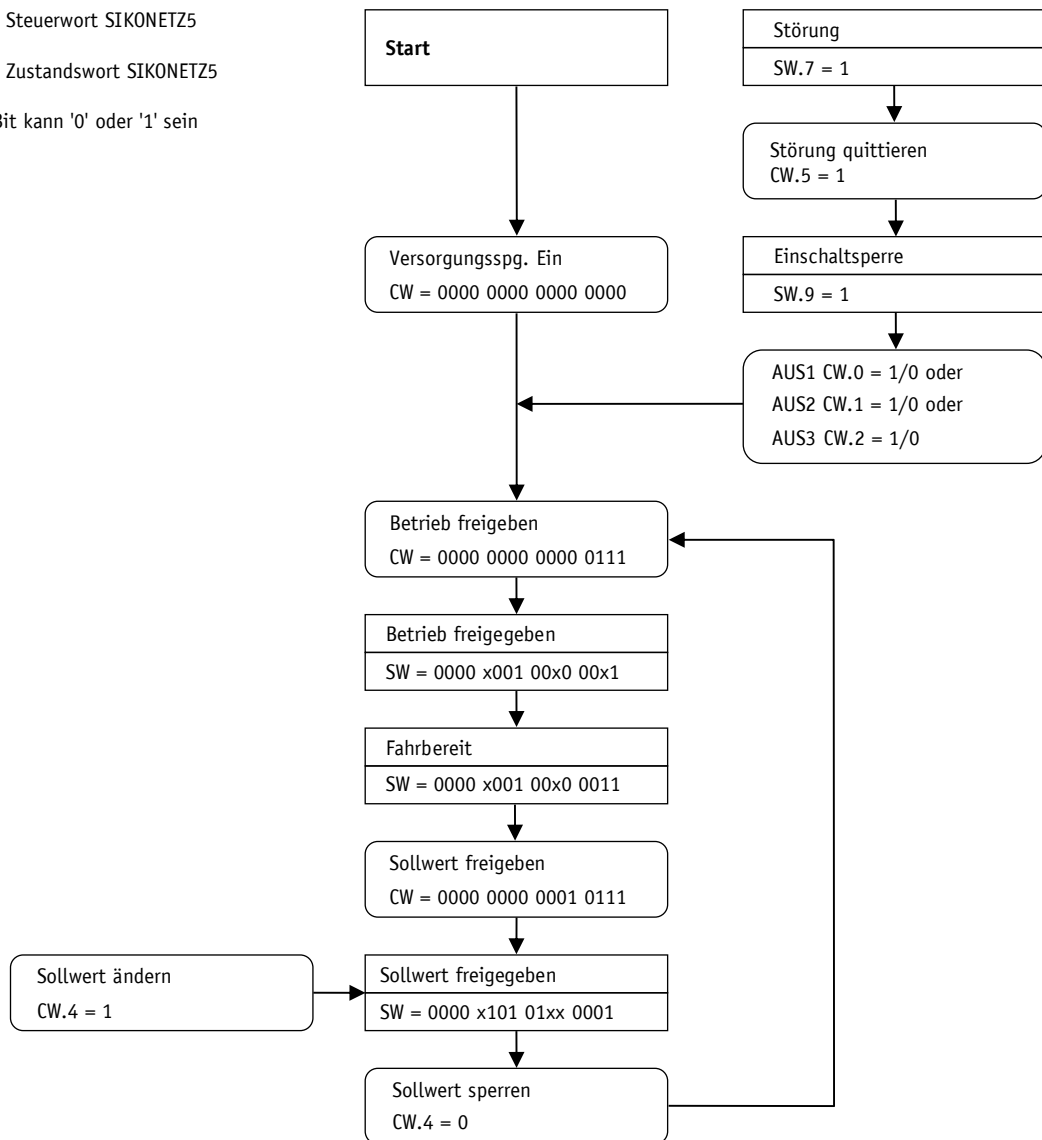 Steuerwort SIKONETZ5
Zustandswort SIKONETZ5
Bit kann '0' oder '1' sein
Start
Störung
SW.7 = 1
Störung quittieren
CW.5 = 1
Versorgungsspg. Ein
CW = 0000 0000 0000 0000
Einschaltsperre
SW.9 = 1
AUS1 CW.0 = 1/0 oder
AUS2 CW.1 = 1/0 oder
AUS3 CW.2 = 1/0
Betrieb freigeben
CW = 0000 0000 0000 0111
Betrieb freigegeben
SW = 0000 x001 00x0 00x1
Fahrbereit
SW = 0000 x001 00x0 0011
Sollwert freigeben
CW = 0000 0000 0001 0111
Sollwert ändern
CW.4 = 1
Sollwert freigegeben
SW = 0000 x101 01xx 0001
Sollwert sperren
CW.4 = 0